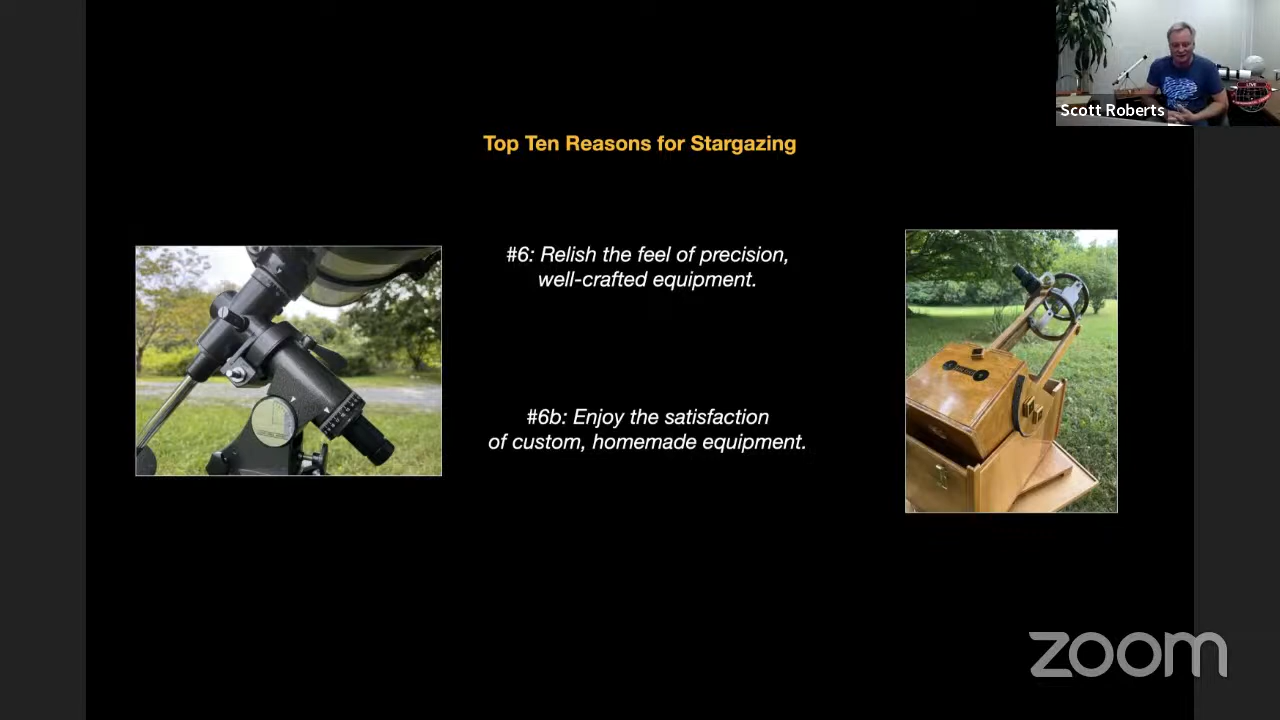 Top Ten Reasons for Stargazing
#6: Relish the feel of precision,
well-crafted equipment.
#6b: Enjoy the satisfaction
of custom, homemade equipment.
Scott Roberts
LIVE
zoom